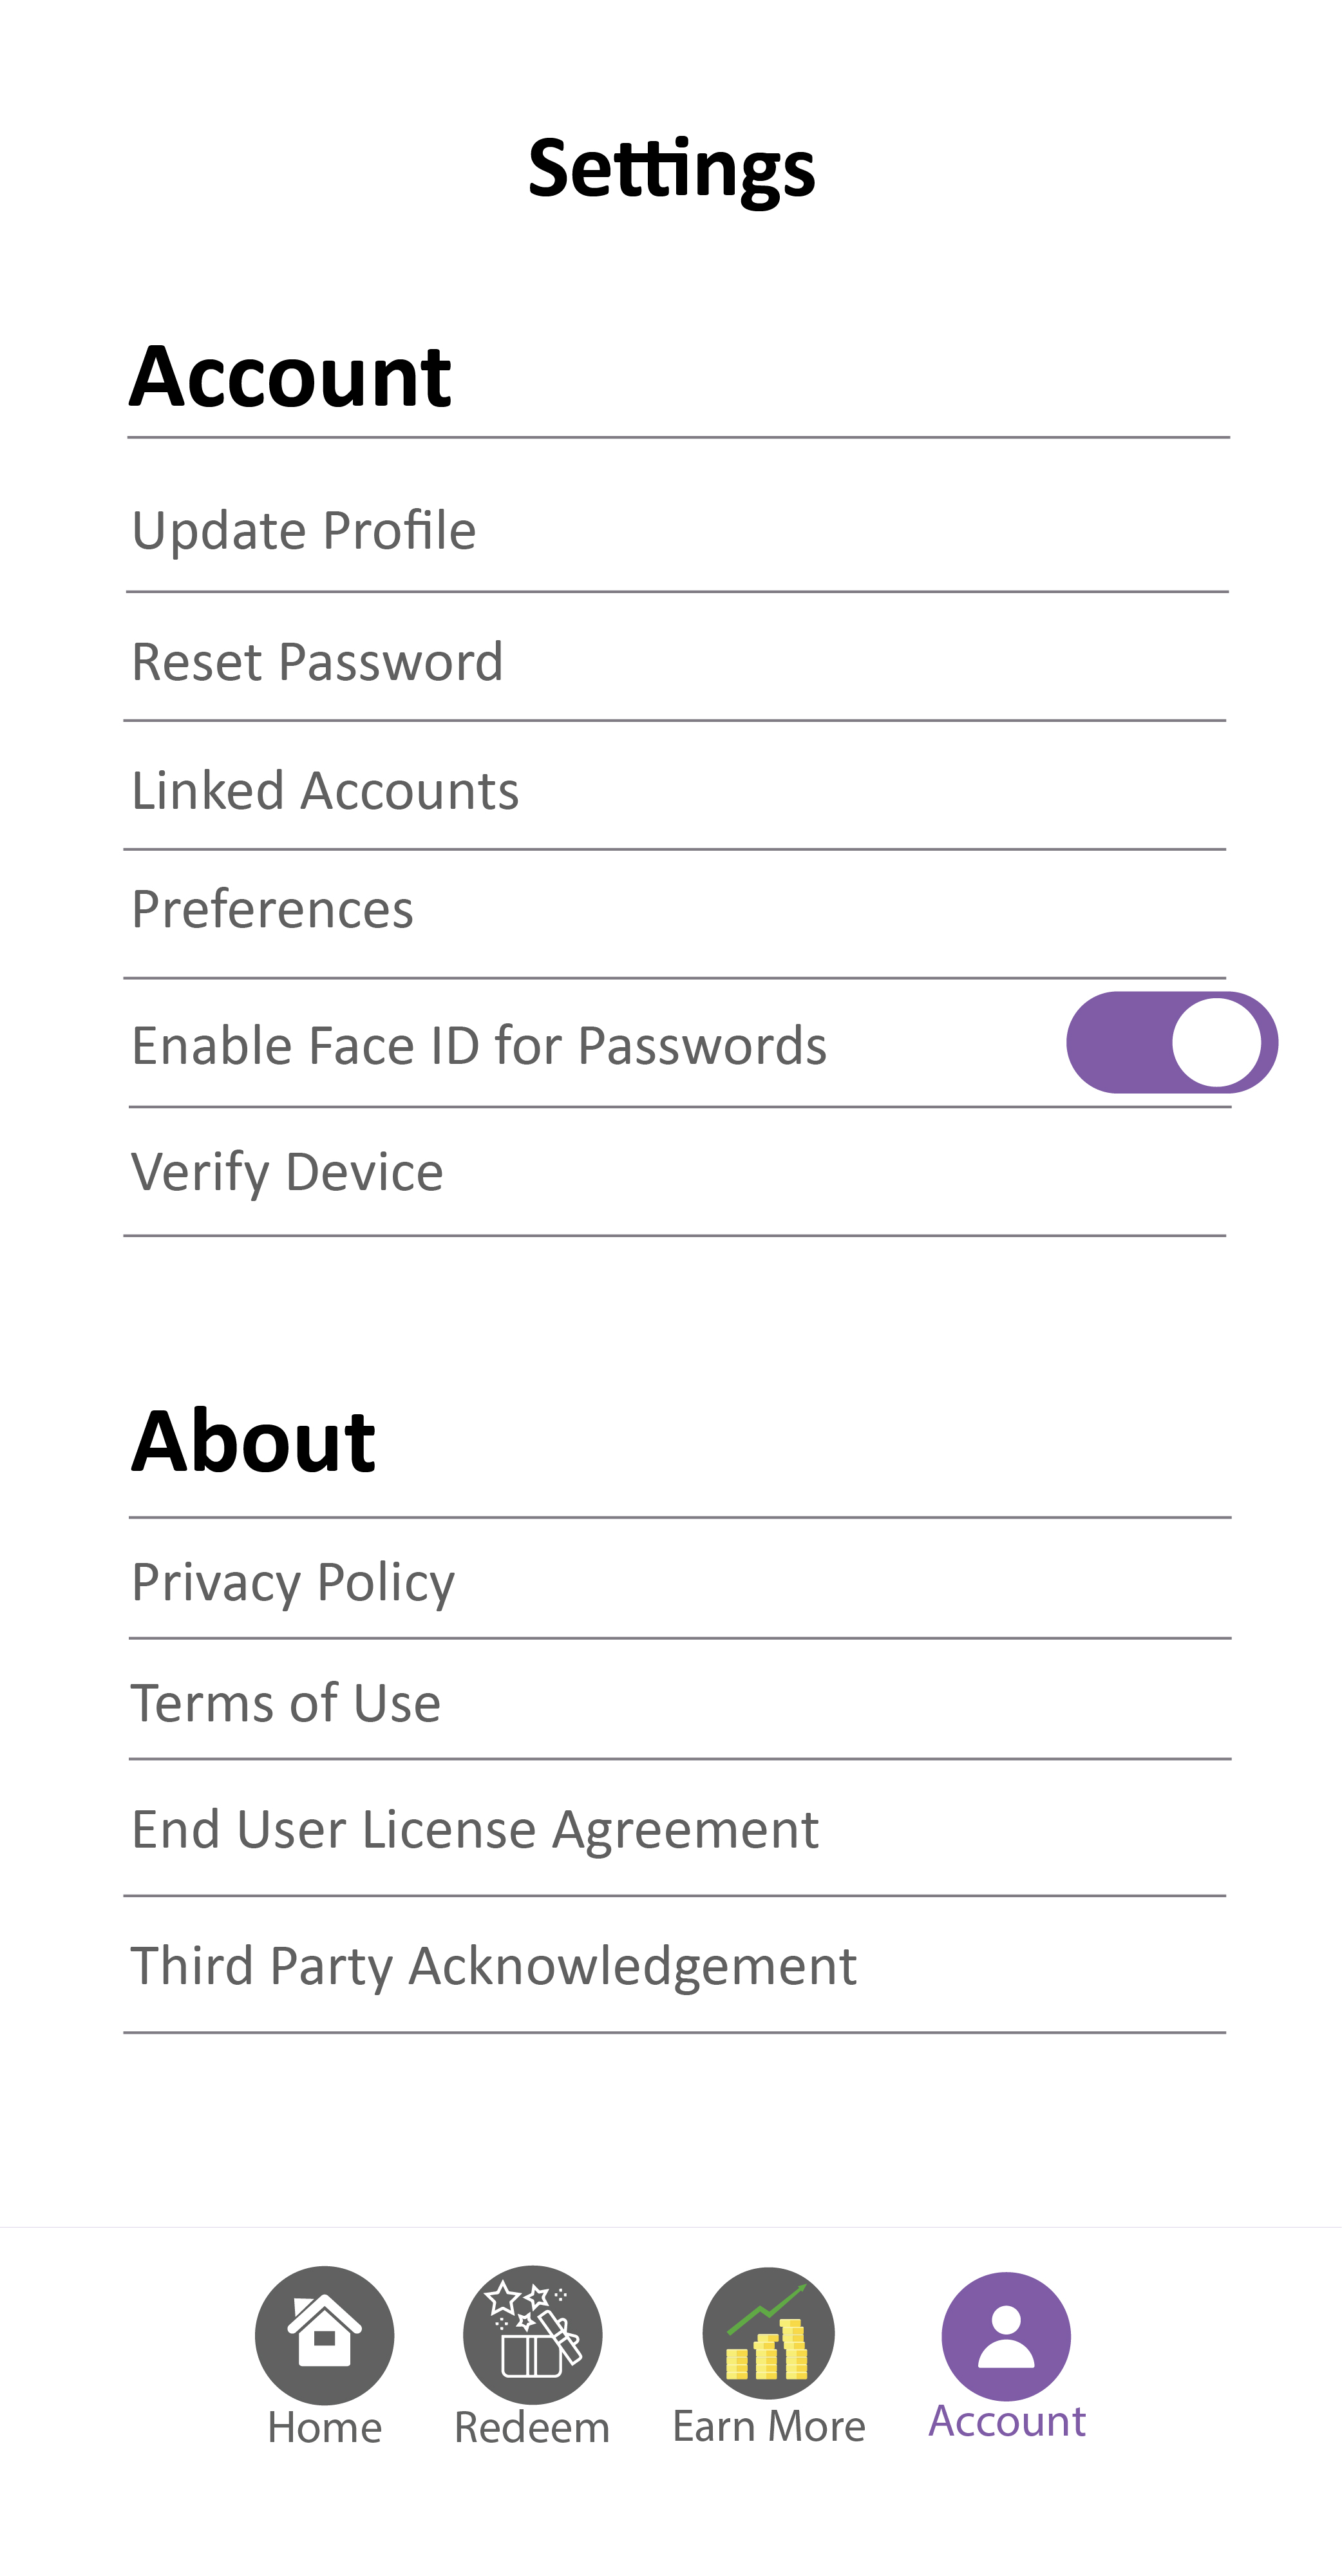 Settings
Account
Update Profile
Reset Password
Linked Accounts
Preferences
Enable Face ID for Passwords
Verify Device
About
Privacy Policy
Terms of Use
End User License Agreement
Third Party Acknowledgement
Home
Redeem
Earn More
Account